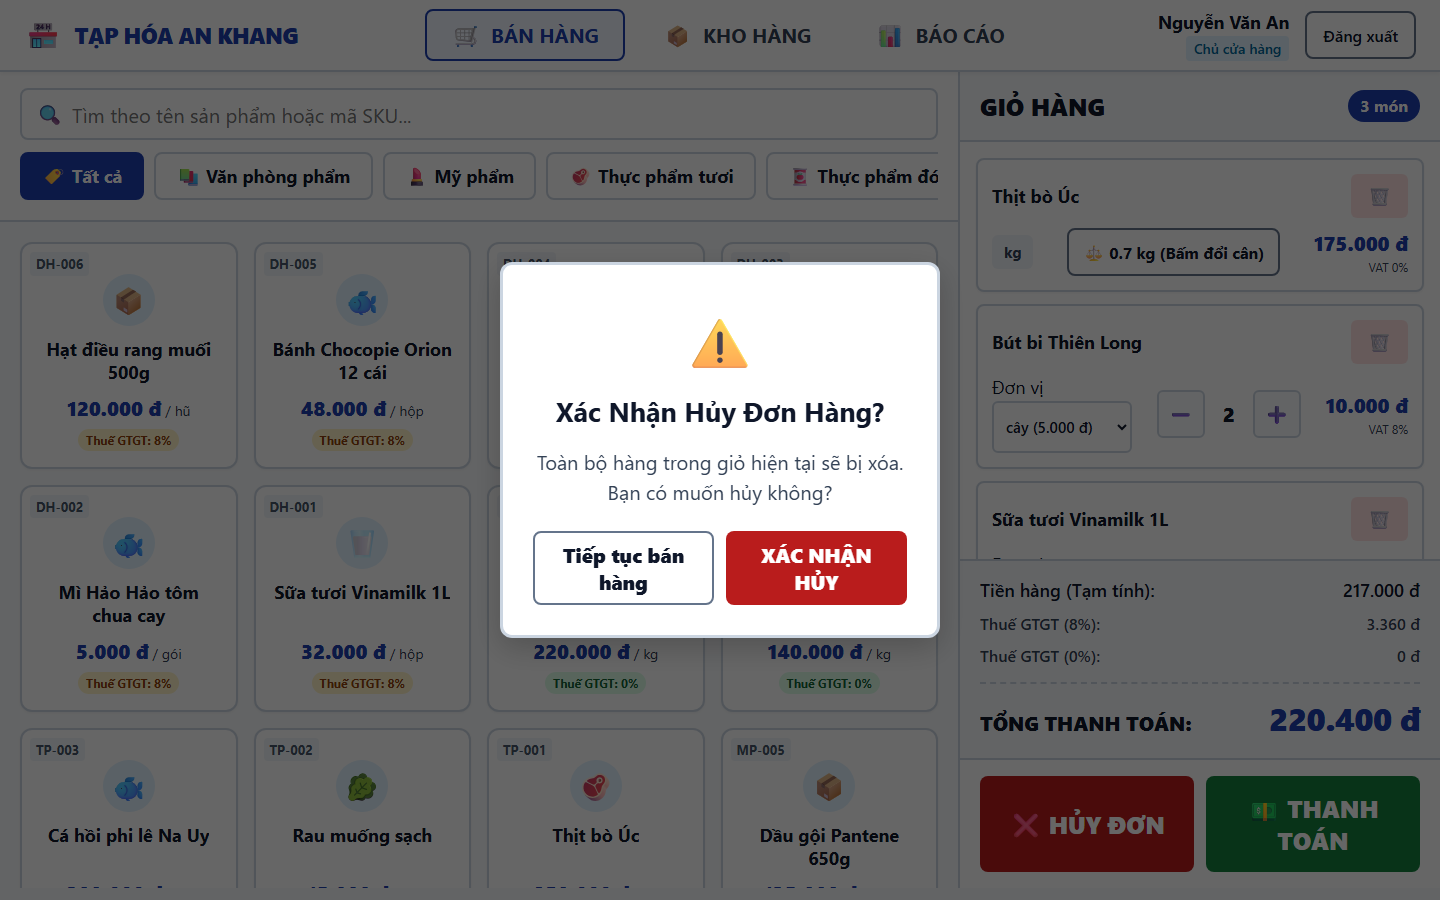 TẠP HÓA AN KHANG
BÁN HÀNG
KHO HÀNG
BÁO CÁO
Nguyễn Văn An
Chủ cửa hàng
Đăng xuất
Tìm theo tên sản phẩm hoặc mã SKU...
Tất cả
Văn phòng phẩm
Mỹ phẩm
Thực phẩm tươi
Thực phẩm đó
DH-006
Hạt điều rang muối
500g
120.000 đ / hũ
Thuế GTGT: 8%
DH-005
Bánh Chocopie Orion
12 cái
48.000 đ / hộp
Thuế GTGT: 8%
DH-002
Mì Hảo Hảo tôm
chua cay
5.000 đ / gói
Thuế GTGT: 8%
DH-001
Sữa tươi Vinamilk 1L
32.000 đ / hộp
Thuế GTGT: 8%
220.000 đ / kg
Thuế GTGT: 0%
140.000 đ / kg
Thuế GTGT: 0%
TP-003
Cá hồi phi lê Na Uy
TP-002
Rau muống sạch
TP-001
Thịt bò Úc
MP-005
Dầu gội Pantene
650g
Xác Nhận Hủy Đơn Hàng?
Toàn bộ hàng trong giỏ hiện tại sẽ bị xóa.
Bạn có muốn hủy không?
Tiếp tục bán
hàng
XÁC NHẬN
HỦY
GIỎ HÀNG
3 món
Thịt bò Úc
kg
0.7 kg (Bấm đổi cân)
175.000 đ
VAT 0%
Bút bi Thiên Long
Đơn vị
cây (5.000 đ)
2
10.000 đ
VAT 8%
Sữa tươi Vinamilk 1L
Tiền hàng (Tạm tính):
217.000 đ
Thuế GTGT (8%):
3.360 đ
Thuế GTGT (0%):
0 đ
TỔNG THANH TOÁN:
220.400 đ
HỦY ĐƠN
THANH
TOÁN